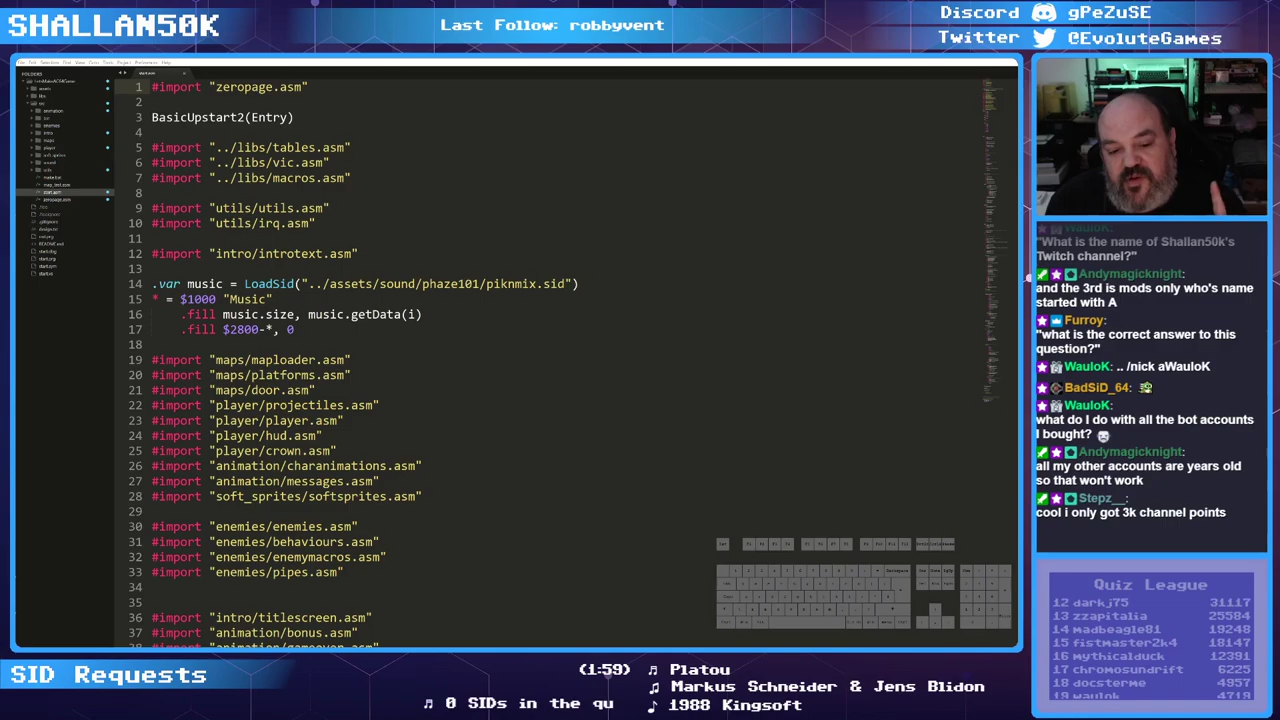 SHALLAN50K
Last Follow: robbyvent
Discord gPeZuSE
Twitter @EvoluteGames
FOLDERS
1 #import "zeropage.asm"
2
3 BasicUpstart2(Entry)
4
5 #import "../libs/tables.asm"
6 #import "../libs/vic.asm"
7 #import "../libs/macros.asm"
8
9 #import "utils/utils.asm"
10 #import "utils/irq.asm"
11
12 #import "intro/introtext.asm"
13
14 .var music = LoadSid("../assets/sound/phaze101/piknmix.sid")
15 * = $1000 "Music"
16 .fill music.size, music.getData(i)
17 .fill $2800-*, 0
18
19 #import "maps/maploader.asm"
20 #import "maps/platforms.asm"
21 #import "maps/door.asm"
22 #import "player/projectiles.asm"
23 #import "player/player.asm"
24 #import "player/hud.asm"
25 #import "player/crown.asm"
26 #import "animation/charanimations.asm"
27 #import "animation/messages.asm"
28 #import "soft_sprites/softsprites.asm"
29
30 #import "enemies/enemies.asm"
31 #import "enemies/behaviours.asm"
32 #import "enemies/enemymacros.asm"
33 #import "enemies/pipes.asm"
34
35
36 #import "intro/titlescreen.asm"
37 #import "animation/bonus.asm"
WauloK:
"What is the name of Shallan50k's
Twitch channel?"
Andymagicknight:
and the 3rd is mods only who's name
started with A
Furroy:
"what is the correct answer to this
question?"
WauloK: .. /nick aWauloK
BadSiD_64:
WauloK:
what do I do with all the bot accounts
I bought?
Andymagicknight:
all my other accounts are years old
so that won't work
Stepz__:
cool i only got 3k channel points
Quiz League
12 darkj75 31117
13 zzapitalia 25584
14 madbeagle81 19248
15 fistmaster2k4 18147
16 mythicalduck 12391
17 chromosundrift 6225
18 docsterme 4957
19 waulok 4719
SID Requests
(1:59) Platou
Markus Schneider & Jens Blidon
0 SIDs in the qu
1988 Kingsoft